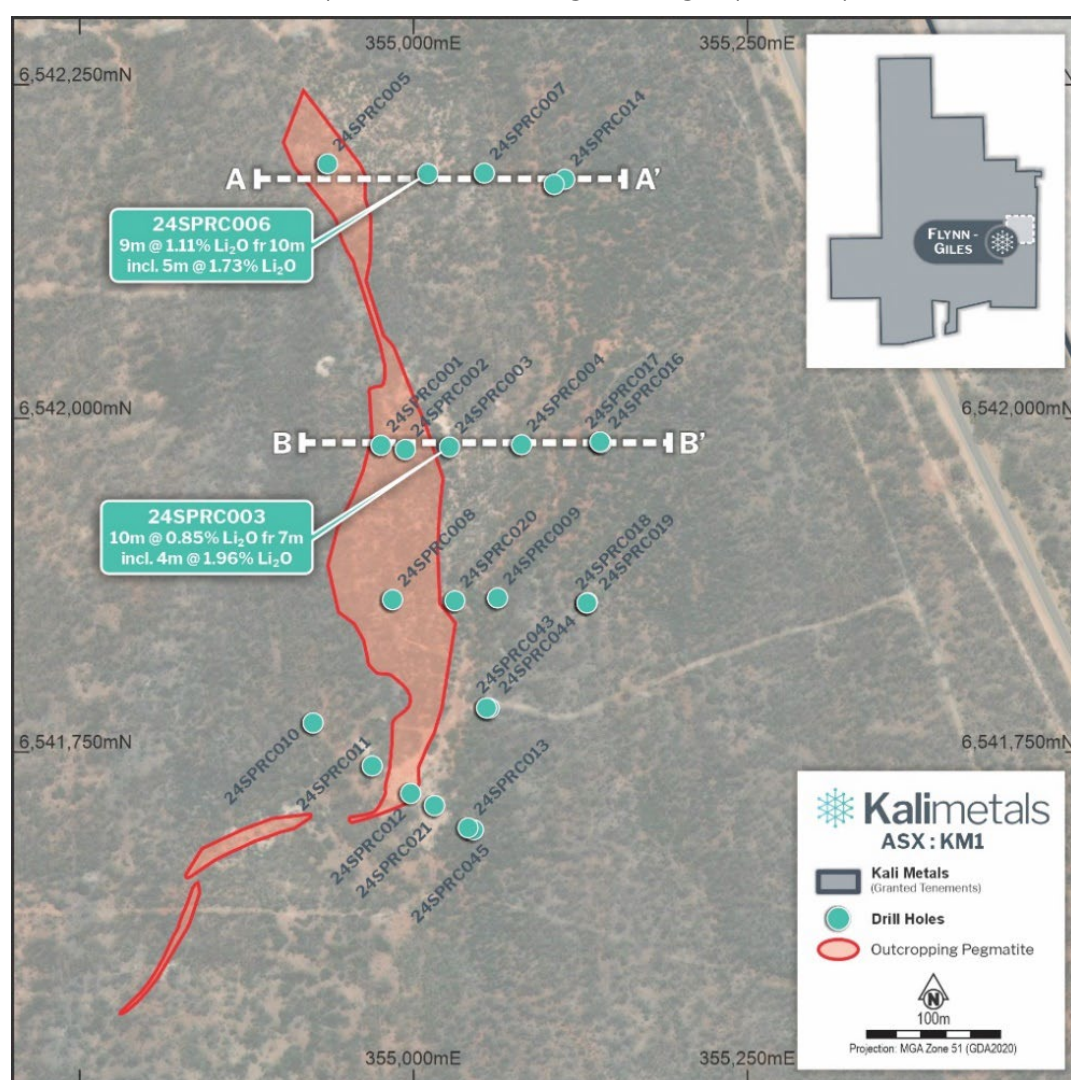 355,000mE
355,250mE
6,542,250mN
24SPRC005
24SPRC007
24SPRC014
A
A'
24SPRC006
9m @ 1.11% Li₂O fr 10m
incl. 5m @ 1.73% Li₂O
FLYNN -
GILES
6,542,000mN
6,542,000mN
24SPRC001
24SPRC002
24SPRC003
24SPRC004
24SPRC017
24SPRC016
B
B'
24SPRC003
10m @ 0.85% Li₂O fr 7m
incl. 4m @ 1.96% Li₂O
24SPRC008
24SPRC020
24SPRC009
24SPRC018
24SPRC019
24SPRC043
24SPRC044
6,541,750mN
6,541,750mN
24SPRC010
24SPRC011
24SPRC013
24SPRC012
24SPRC021
24SPRC045
Kalimetals
ASX : KM1
Kali Metals
(Granted Tenements)
Drill Holes
Outcropping Pegmatite
N
100m
Projection: MGA Zone 51 (GDA2020)
355,000mE
355,250mE